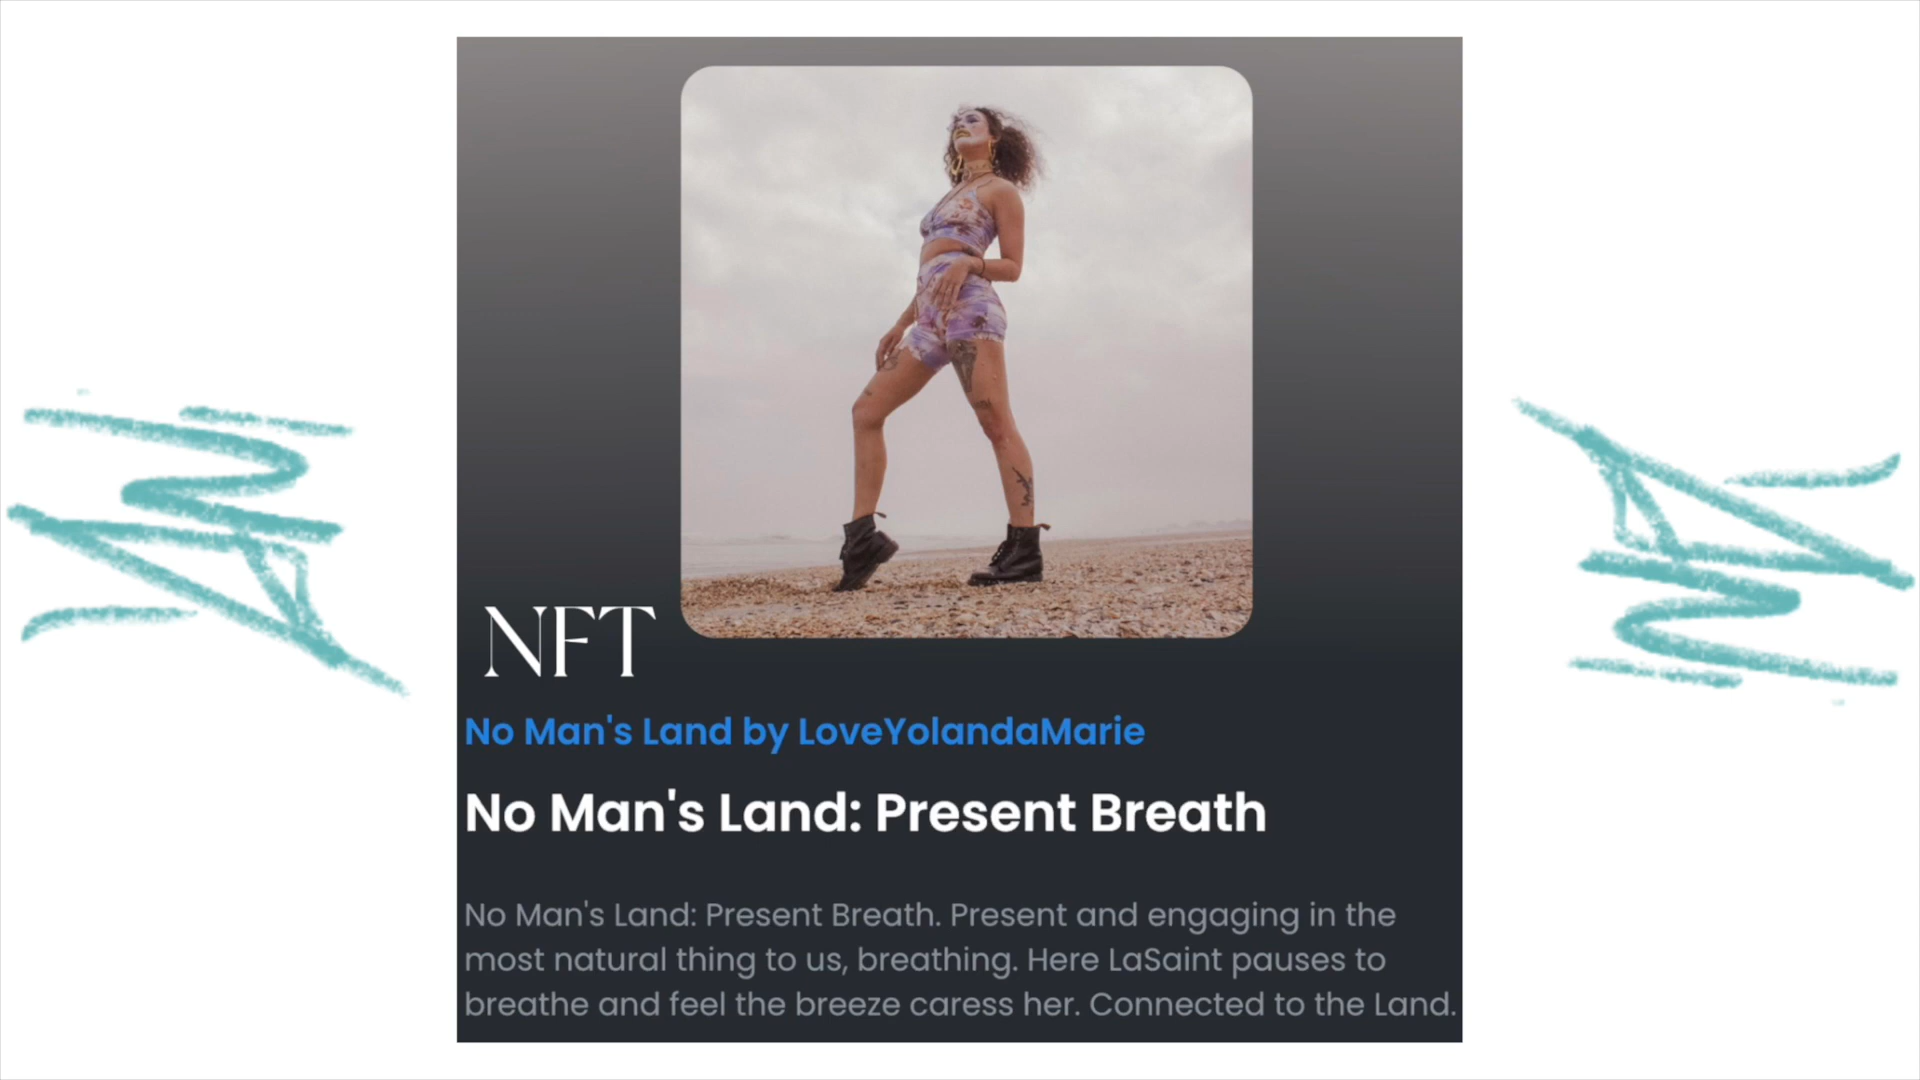 NFT
No Man's Land by LoveYolandaMarie
No Man's Land: Present Breath
No Man's Land: Present Breath. Present and engaging in the
most natural thing to us, breathing. Here LaSaint pauses to
breathe and feel the breeze caress her. Connected to the Land.